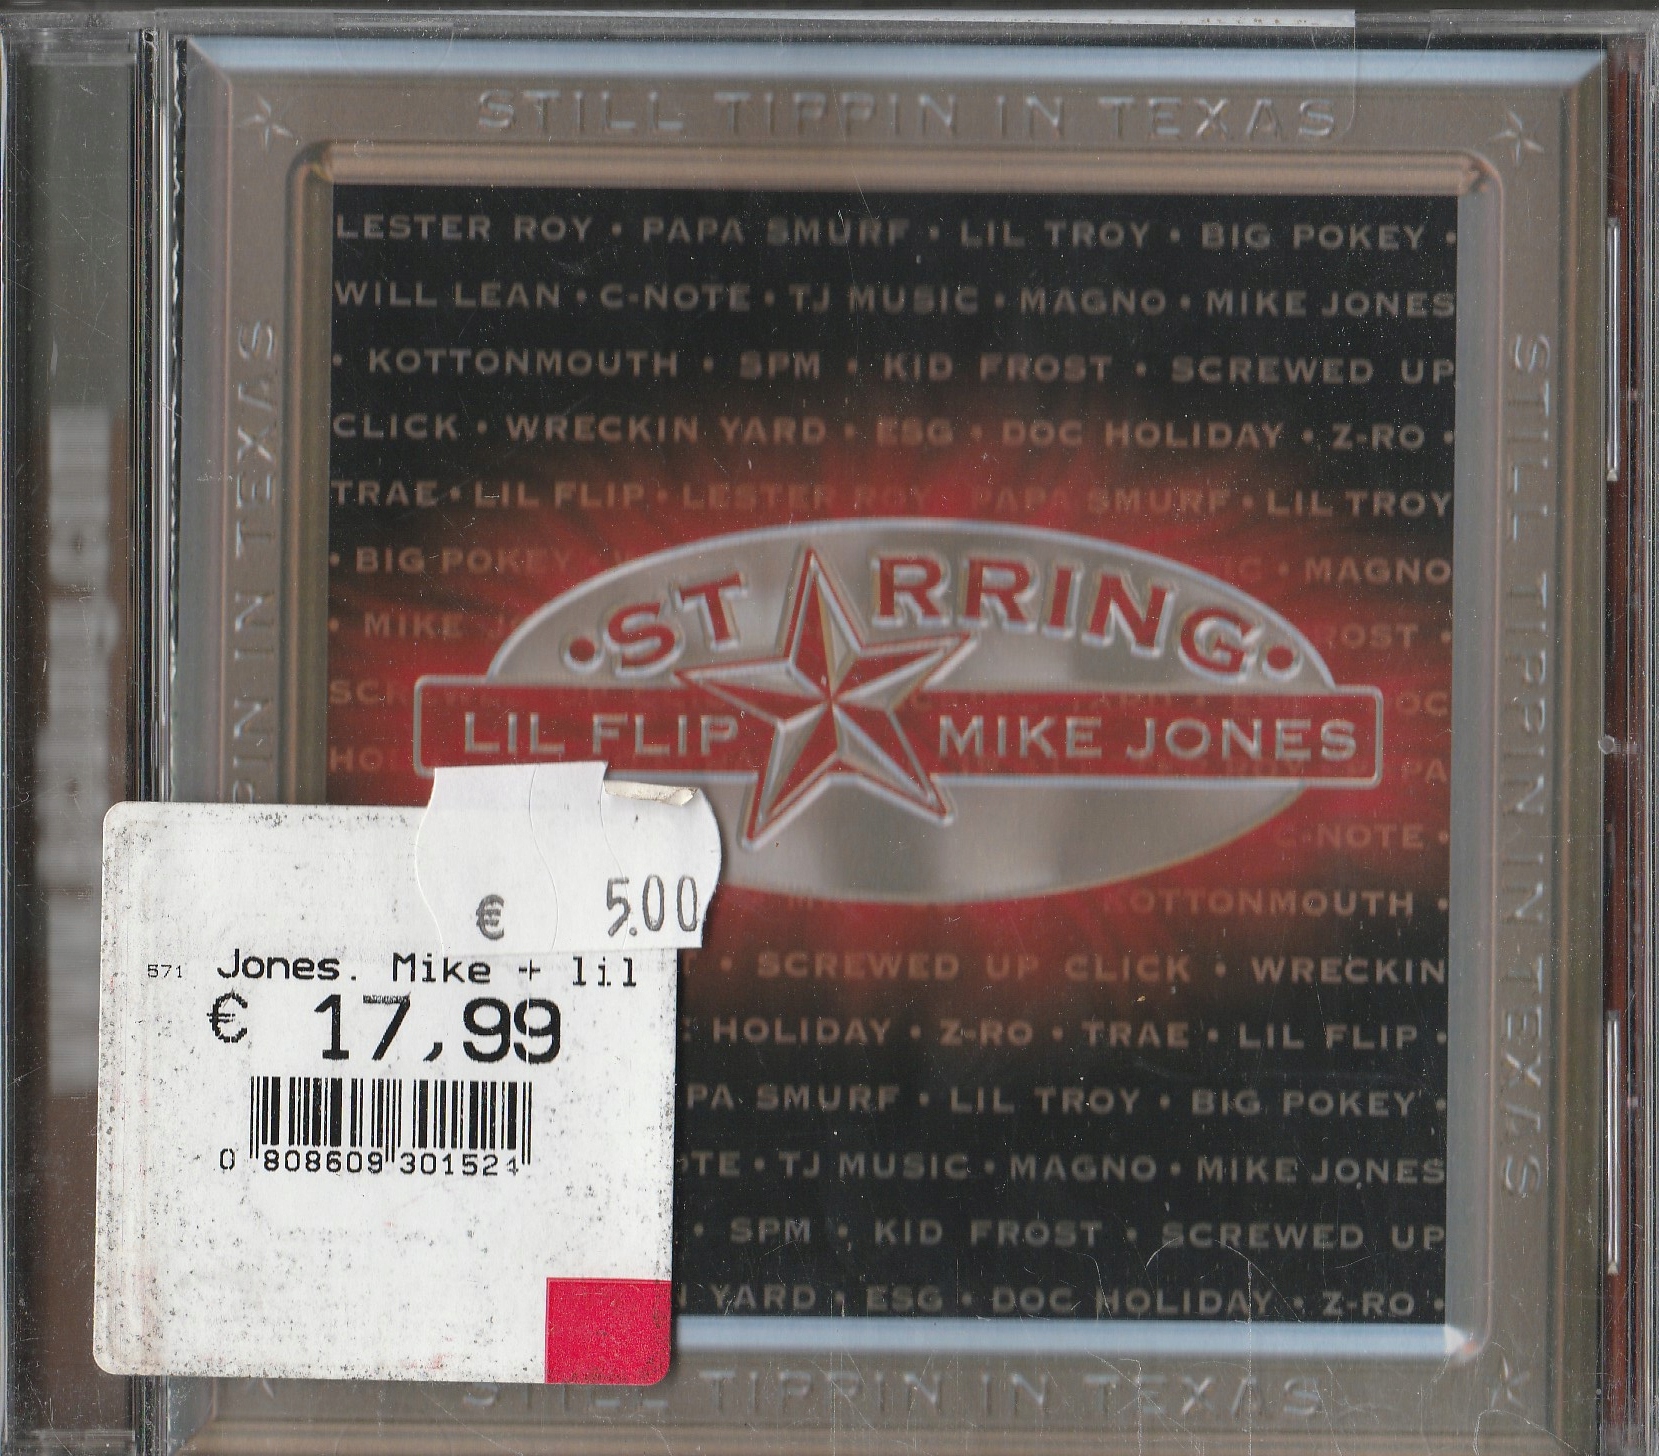 STILL TIPPIN IN TEXAS
LESTER ROY • PAPA SMURF • LIL TROY • BIG POKEY •
WILL LEAN • C-NOTE • TJ MUSIC • MAGNO • MIKE JONES
• KOTTONMOUTH • SPM • KID FROST • SCREWED UP
CLICK • WRECKIN YARD • ESG • DOC HOLIDAY • Z-RO •
TRAE • LIL FLIP • LESTER ROY PAPA SMURF • LIL TROY
• BIG POKEY • MAGNO
• MIKE
•STARRING•
LIL FLIP MIKE JONES
C-NOTE •
KOTTONMOUTH •
• SCREWED UP CLICK • WRECKIN
HOLIDAY • Z-RO • TRAE • LIL FLIP •
SMURF • LIL TROY • BIG POKEY •
• TJ MUSIC • MAGNO • MIKE JONES
• SPM • KID FROST • SCREWED UP
YARD • ESG • DOC HOLIDAY • Z-RO •
STILL TIPPIN IN TEXAS
IN TEXAS
STILL TIPPIN IN TEXAS
€ 5.00
571 Jones. Mike + lil
€ 17,99
0 808609 301524